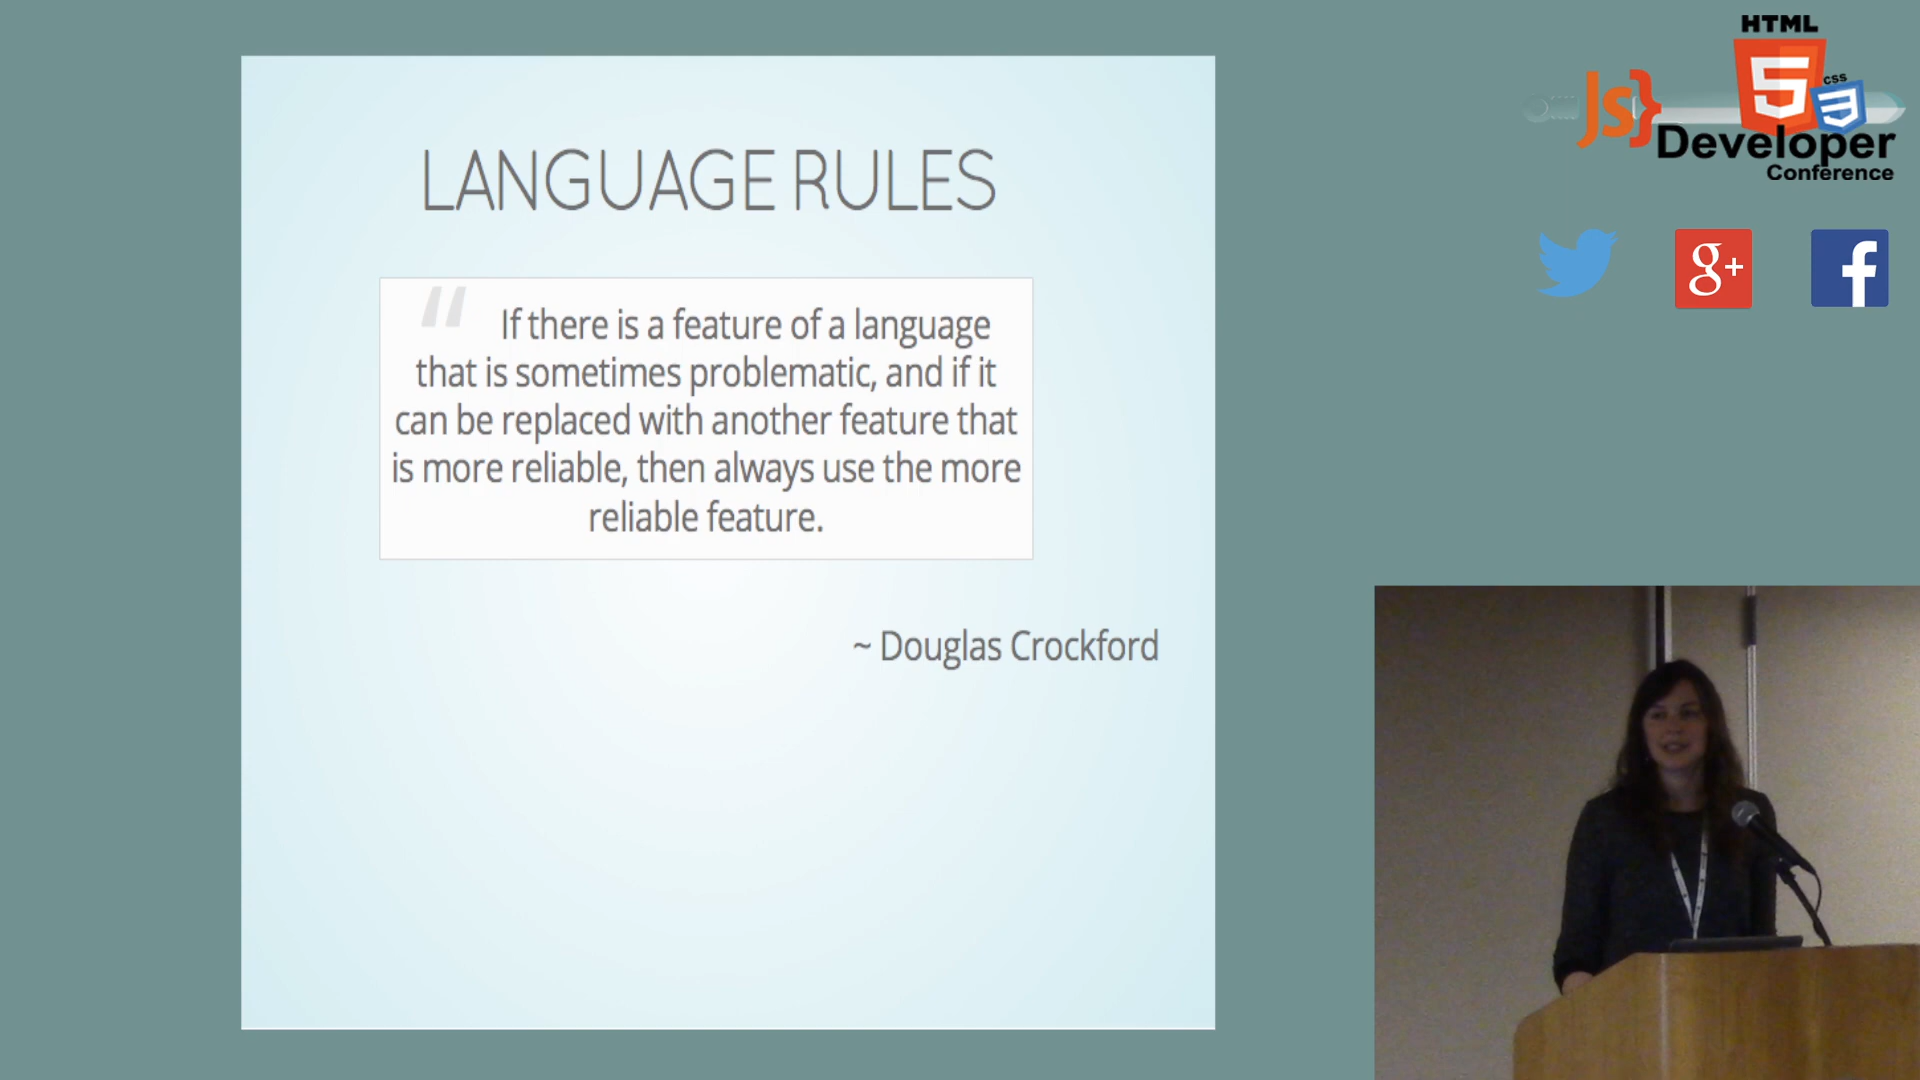 LANGUAGE RULES
“ If there is a feature of a language
that is sometimes problematic, and if it
can be replaced with another feature that
is more reliable, then always use the more
reliable feature.
~ Douglas Crockford
HTML
JS}
5
CSS
3
Developer
Conference
g+
f